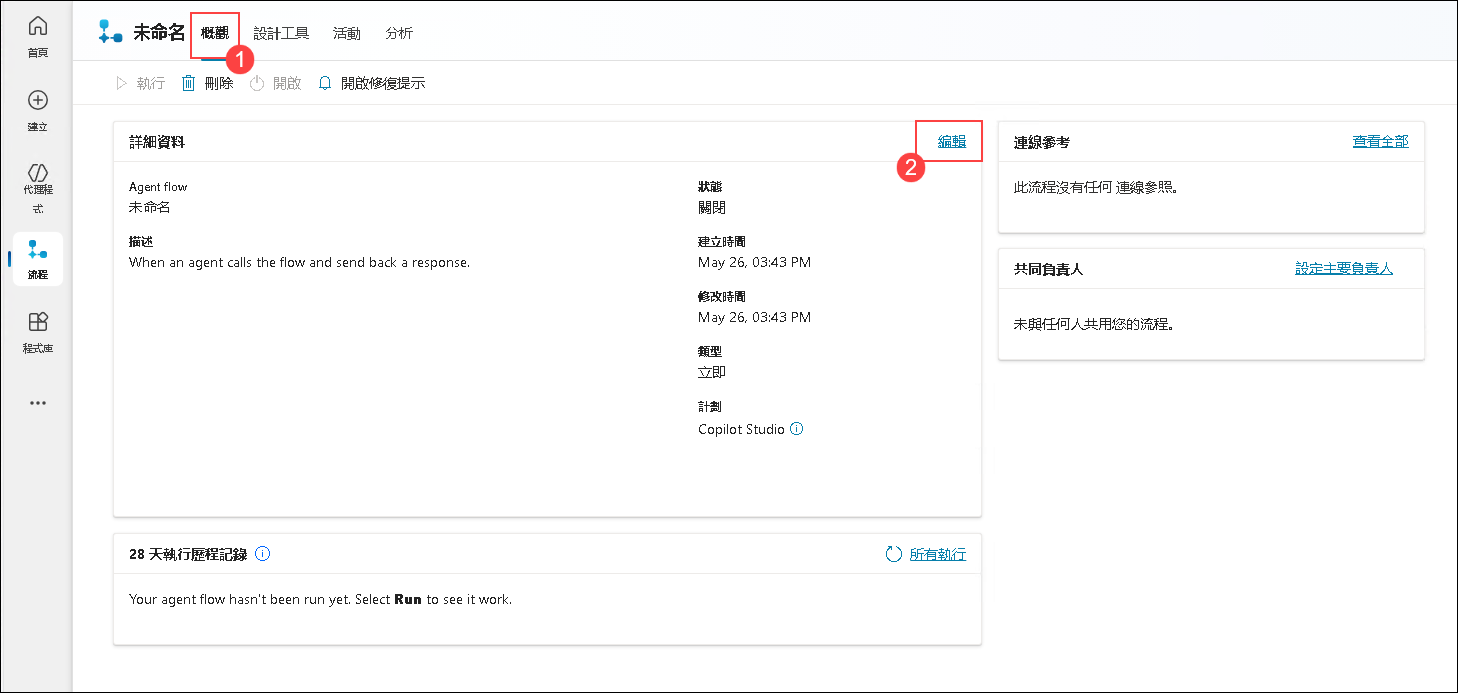 首頁
建立
代理程
式
流程
程式庫
未命名 概觀 設計工具 活動 分析
1
執行 刪除 開啟 開啟修復提示
詳細資料 編輯
2
Agent flow
未命名
描述
When an agent calls the flow and send back a response.
狀態
關閉
建立時間
May 26, 03:43 PM
修改時間
May 26, 03:43 PM
類型
立即
計劃
Copilot Studio
28 天執行歷程記錄 所有執行
Your agent flow hasn't been run yet. Select Run to see it work.
連線參考 查看全部
此流程沒有任何 連線參照。
共同負責人 設定主要負責人
未與任何人共用您的流程。